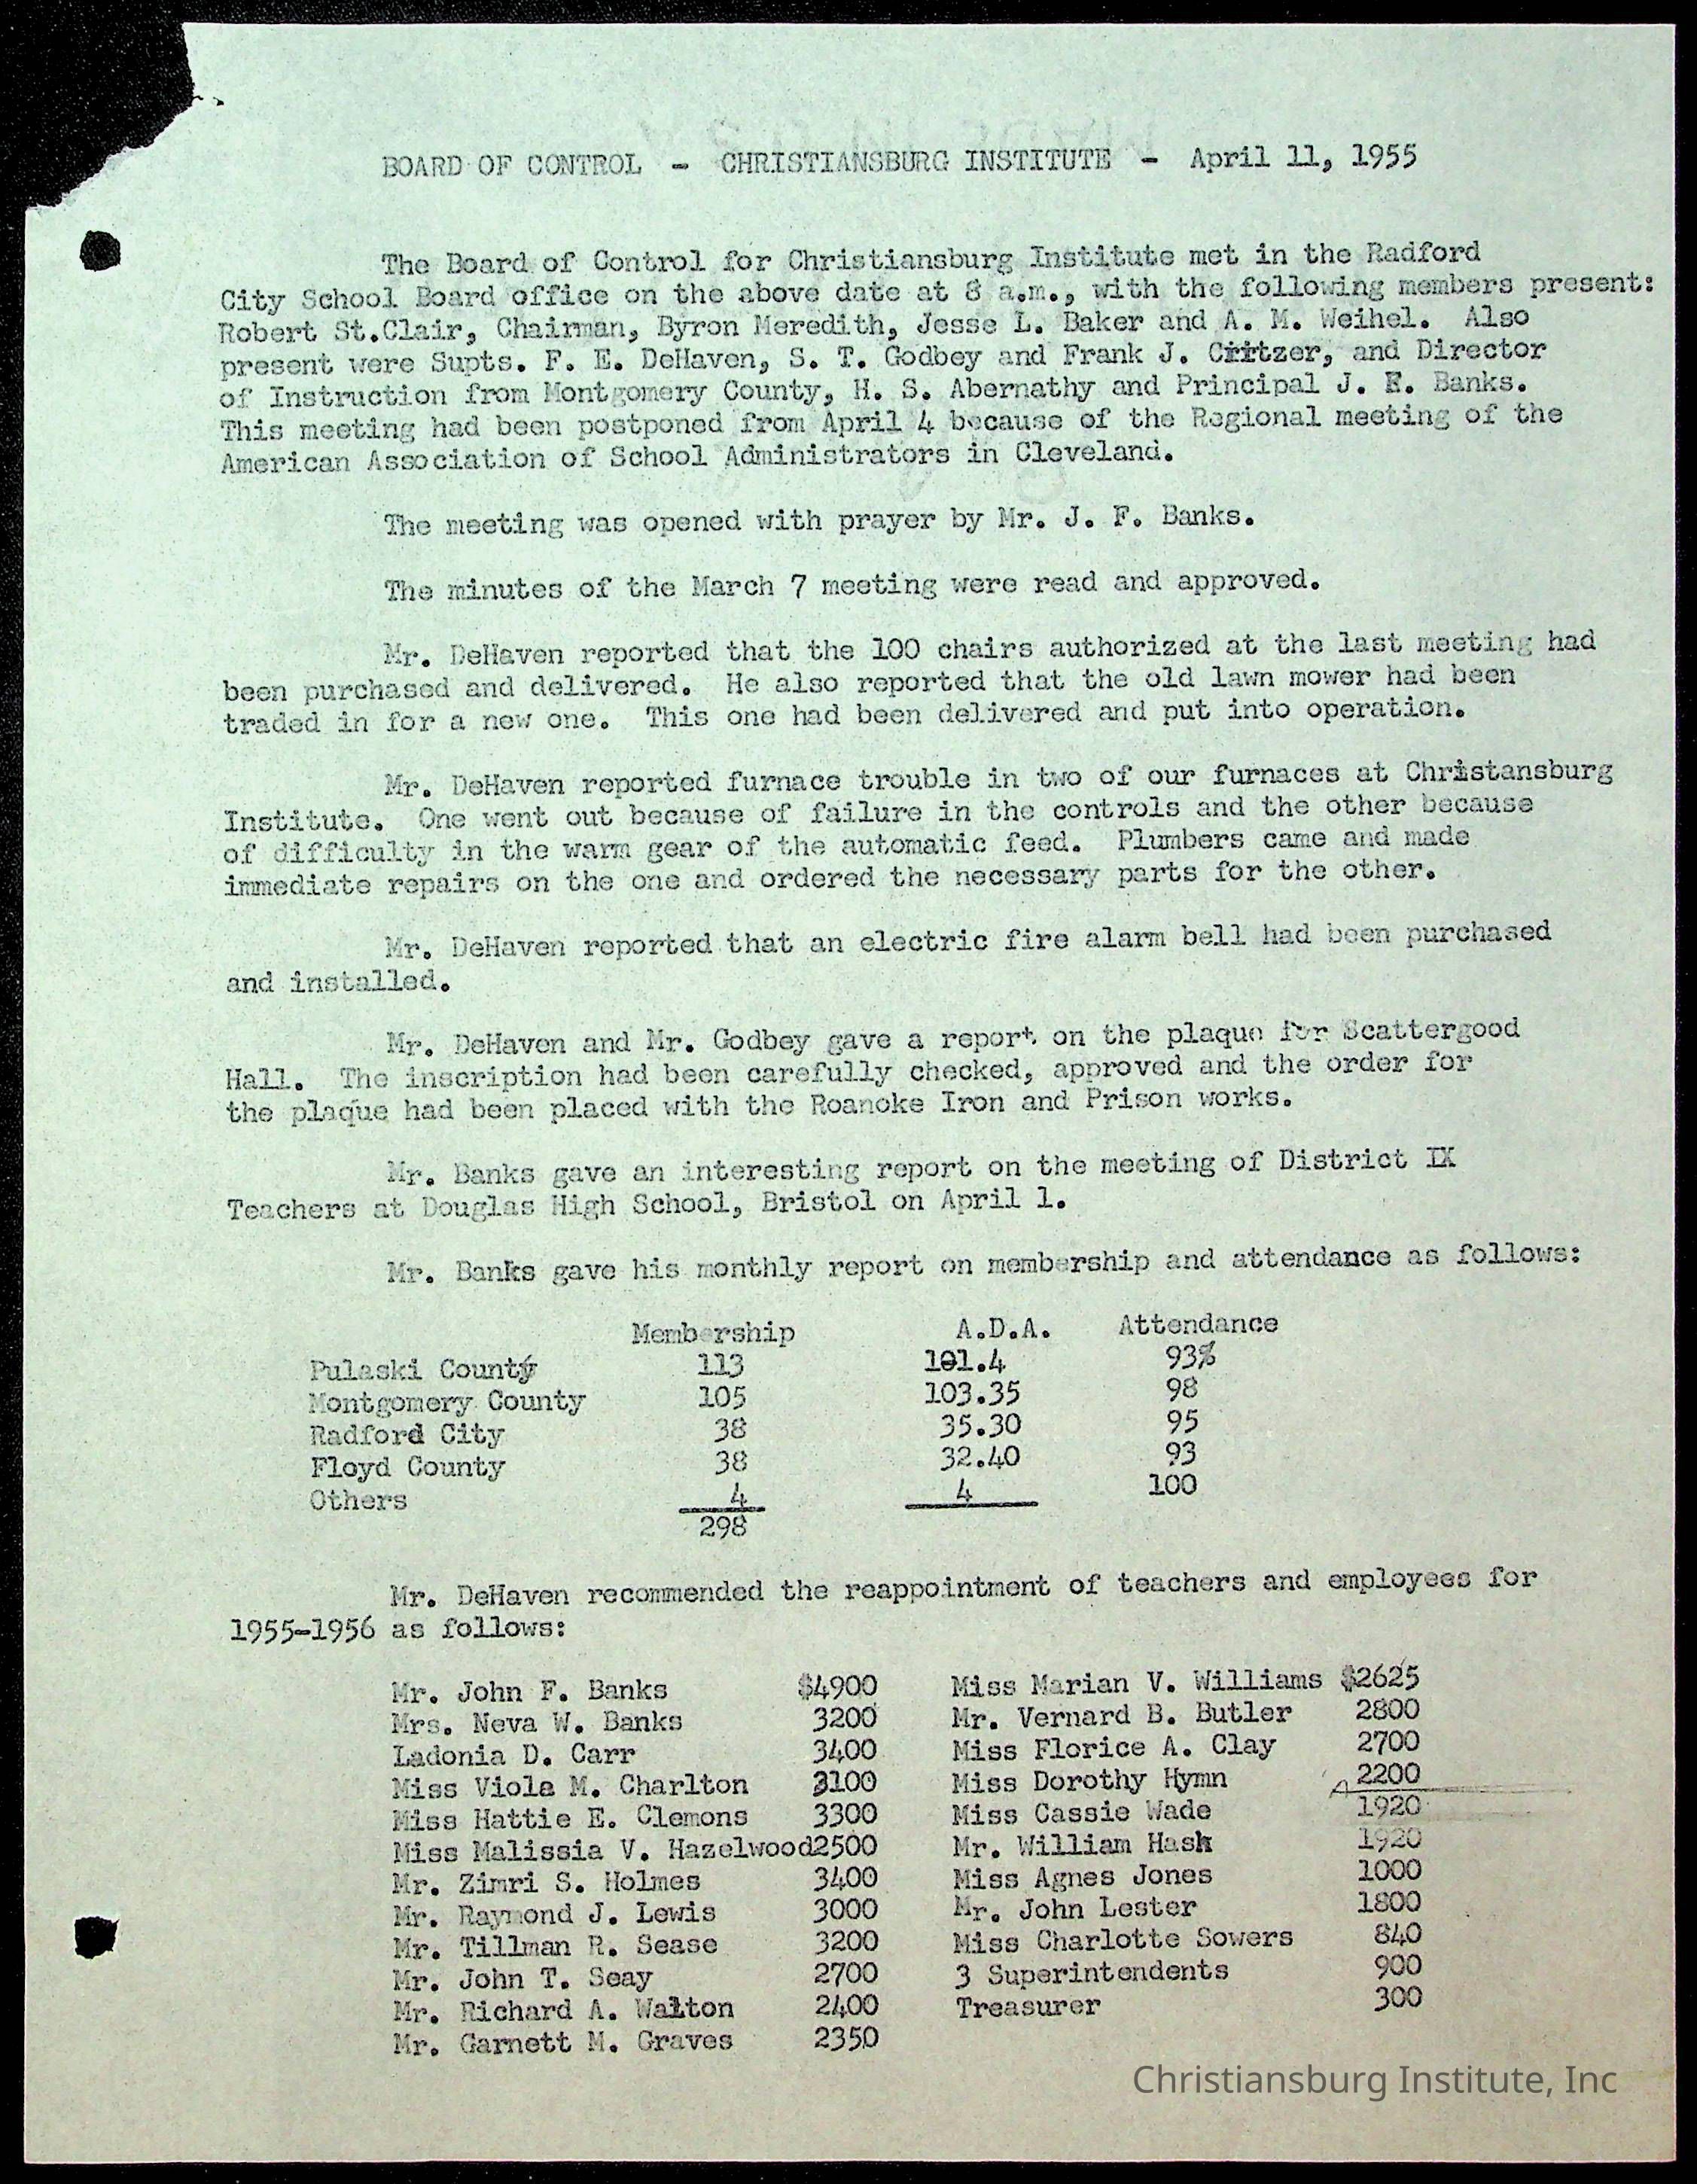 BOARD OF CONTROL - CHRISTIANSBURG INSTITUTE - April 11, 1955
The Board of Control for Christiansburg Institute met in the Radford
City School Board office on the above date at 8 a.m., with the following members present:
Robert St.Clair, Chairman, Byron Meredith, Jesse L. Baker and A. M. Weihel. Also
present were Supts. F. E. DeHaven, S. T. Godbey and Frank J. Critzer, and Director
of Instruction from Montgomery County, H. S. Abernathy and Principal J. F. Banks.
This meeting had been postponed from April 4 because of the Regional meeting of the
American Association of School Administrators in Cleveland.
The meeting was opened with prayer by Mr. J. F. Banks.
The minutes of the March 7 meeting were read and approved.
Mr. DeHaven reported that the 100 chairs authorized at the last meeting had
been purchased and delivered. He also reported that the old lawn mower had been
traded in for a new one. This one had been delivered and put into operation.
Mr. DeHaven reported furnace trouble in two of our furnaces at Christansburg
Institute. One went out because of failure in the controls and the other because
of difficulty in the warm gear of the automatic feed. Plumbers came and made
immediate repairs on the one and ordered the necessary parts for the other.
Mr. DeHaven reported that an electric fire alarm bell had been purchased
and installed.
Mr. DeHaven and Mr. Godbey gave a report on the plaque for Scattergood
Hall. The inscription had been carefully checked, approved and the order for
the plaque had been placed with the Roanoke Iron and Prison works.
Mr. Banks gave an interesting report on the meeting of District IX
Teachers at Douglas High School, Bristol on April 1.
Mr. Banks gave his monthly report on membership and attendance as follows:
Membership A.D.A. Attendance
Pulaski County 113 101.4 93%
Montgomery County 105 103.35 98
Radford City 38 35.30 95
Floyd County 38 32.40 93
Others 4 4 100
298
Mr. DeHaven recommended the reappointment of teachers and employees for
1955-1956 as follows:
Mr. John F. Banks $4900 Miss Marian V. Williams $2625
Mrs. Neva W. Banks 3200 Mr. Vernard B. Butler 2800
Ladonia D. Carr 3400 Miss Florice A. Clay 2700
Miss Viola M. Charlton 3100 Miss Dorothy Hymn 2200
Miss Hattie E. Clemons 3300 Miss Cassie Wade 1920
Miss Malissia V. Hazelwood2500 Mr. William Hash 1920
Mr. Zimri S. Holmes 3400 Miss Agnes Jones 1000
Mr. Raymond J. Lewis 3000 Mr. John Lester 1800
Mr. Tillman R. Sease 3200 Miss Charlotte Sowers 840
Mr. John T. Seay 2700 3 Superintendents 900
Mr. Richard A. Walton 2400 Treasurer 300
Mr. Garnett M. Graves 2350
Christiansburg Institute, Inc